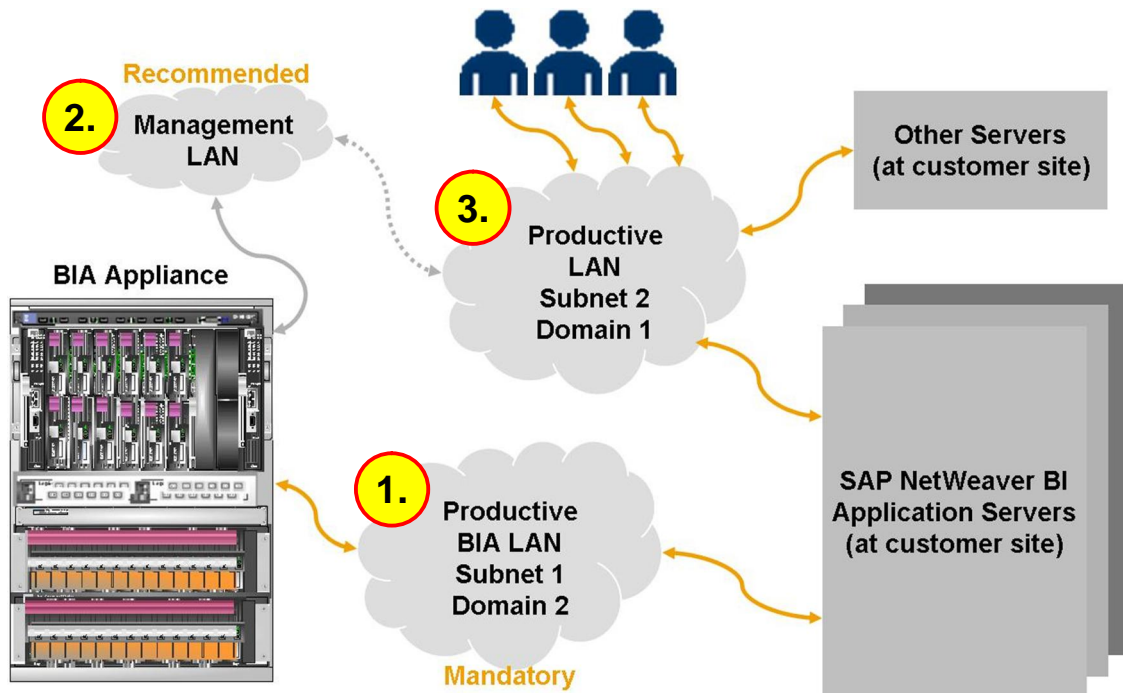 Recommended
2.
Management
LAN
Other Servers
(at customer site)
3.
Productive
LAN
Subnet 2
Domain 1
BIA Appliance
1.
Productive
BIA LAN
Subnet 1
Domain 2
Mandatory
SAP NetWeaver BI
Application Servers
(at customer site)